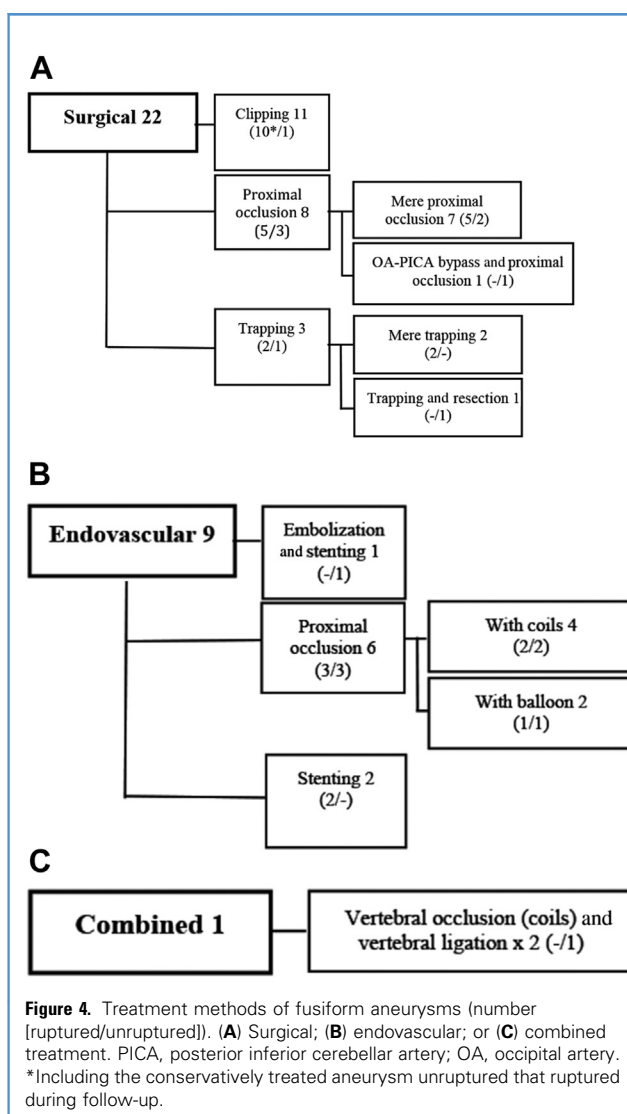 A
Surgical 22
Clipping 11
(10*/1)
Proximal
occlusion 8
(5/3)
Mere proximal
occlusion 7 (5/2)
OA-PICA bypass and proximal
occlusion 1 (-/1)
Trapping 3
(2/1)
Mere trapping 2
(2/-)
Trapping and resection 1
(-/1)
B
Endovascular 9
Embolization
and stenting 1
(-/1)
Proximal
occlusion 6
(3/3)
With coils 4
(2/2)
With balloon 2
(1/1)
Stenting 2
(2/-)
C
Combined 1
Vertebral occlusion (coils) and
vertebral ligation x 2 (-/1)
Figure 4. Treatment methods of fusiform aneurysms (number
[ruptured/unruptured]). (A) Surgical; (B) endovascular; or (C) combined
treatment. PICA, posterior inferior cerebellar artery; OA, occipital artery.
*Including the conservatively treated aneurysm unruptured that ruptured
during follow-up.